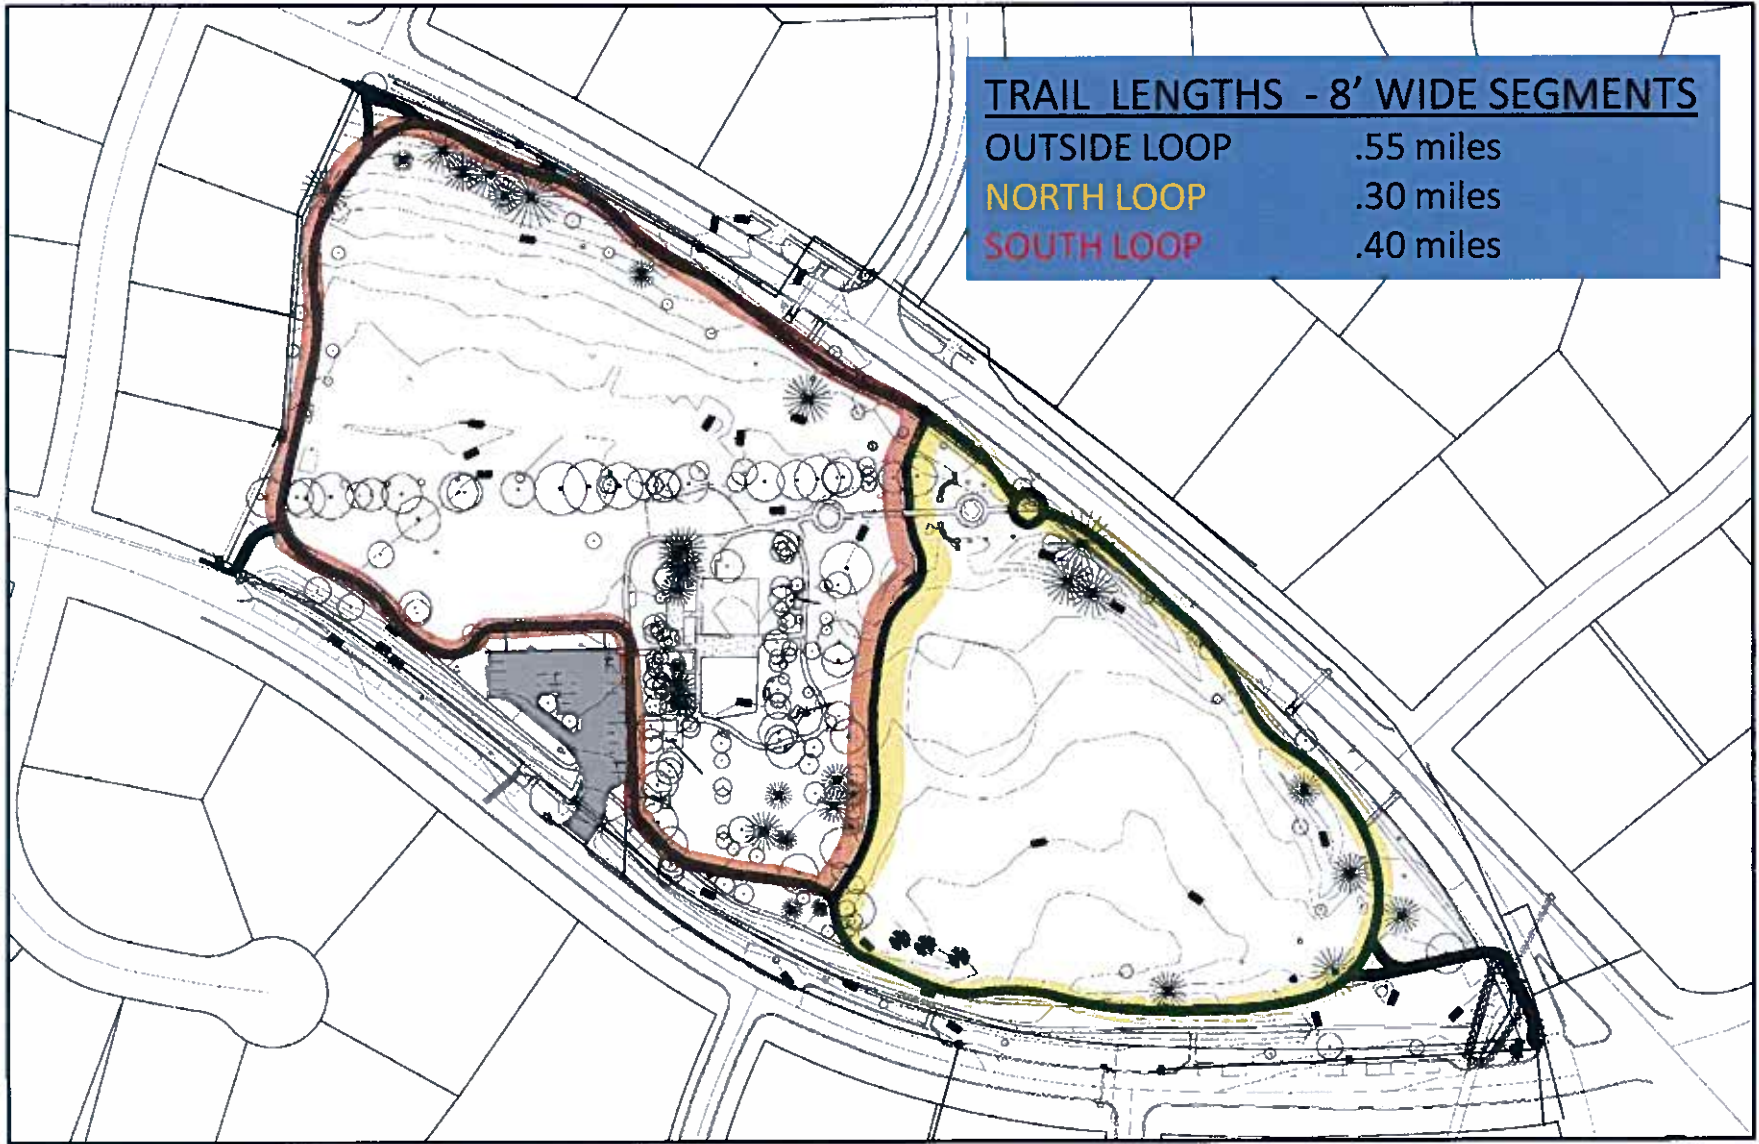 TRAIL LENGTHS - 8’ WIDE SEGMENTS
OUTSIDE LOOP .55 miles
NORTH LOOP .30 miles
SOUTH LOOP .40 miles